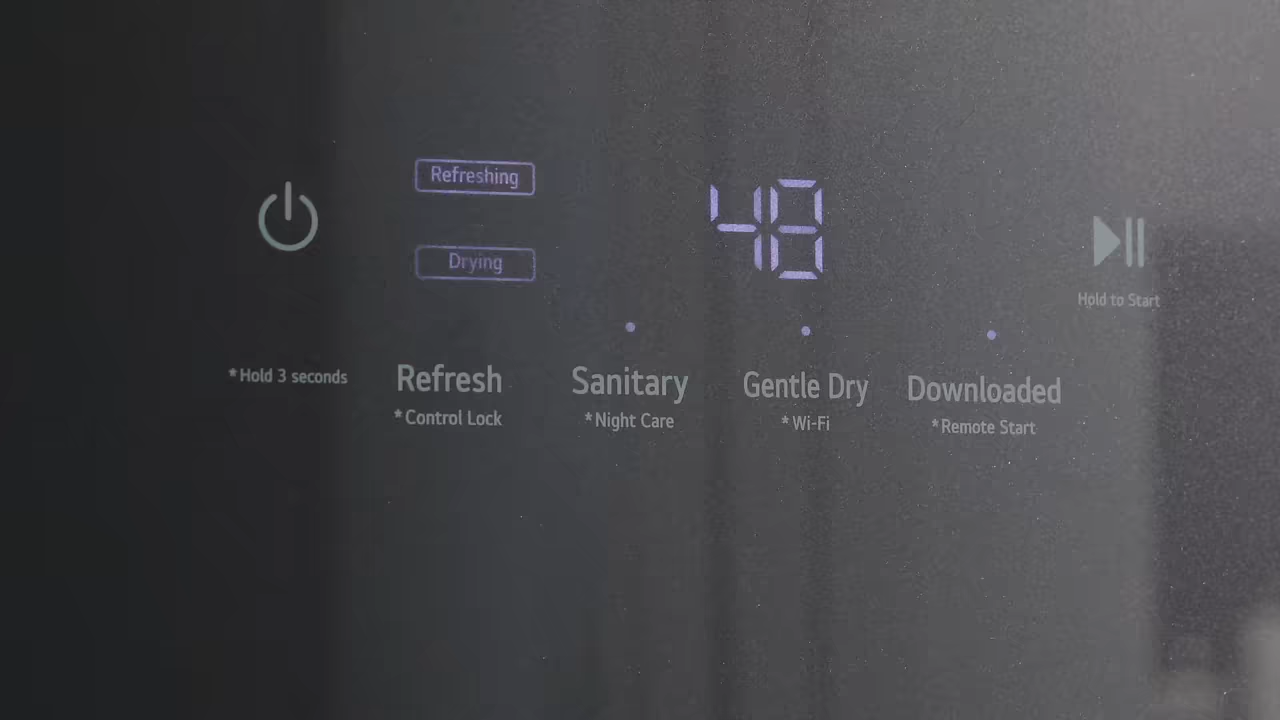 Refreshing
48
Drying
Hold to Start
*Hold 3 seconds
Refresh
Sanitary
Gentle Dry
Downloaded
*Control Lock
*Night Care
*Wi-Fi
*Remote Start